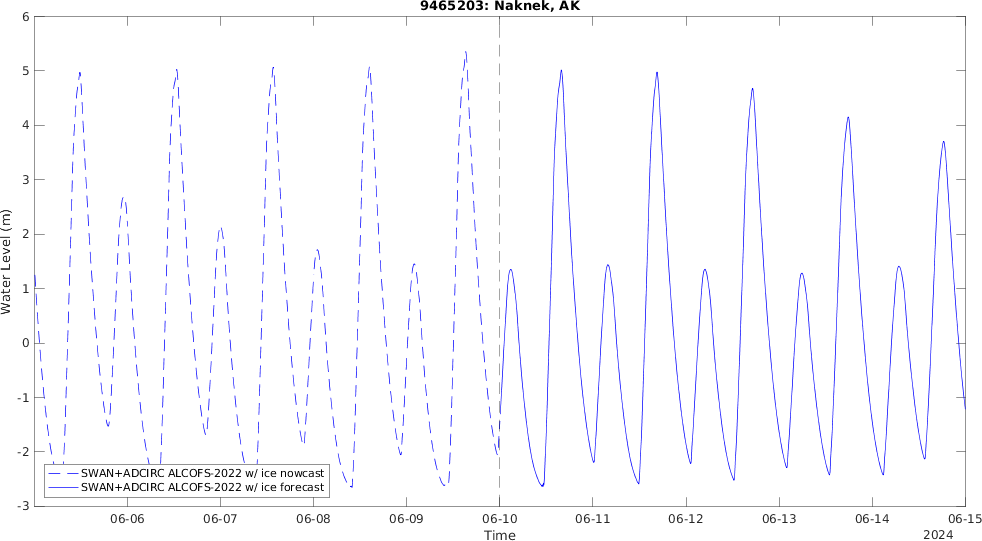 9465203: Naknek, AK
6
5
4
3
2
1
0
-1
-2
-3
Water Level (m)
SWAN+ADCIRC ALCOFS-2022 w/ ice nowcast
SWAN+ADCIRC ALCOFS-2022 w/ ice forecast
06-06 06-07 06-08 06-09 06-10 06-11 06-12 06-13 06-14 06-15
Time
2024